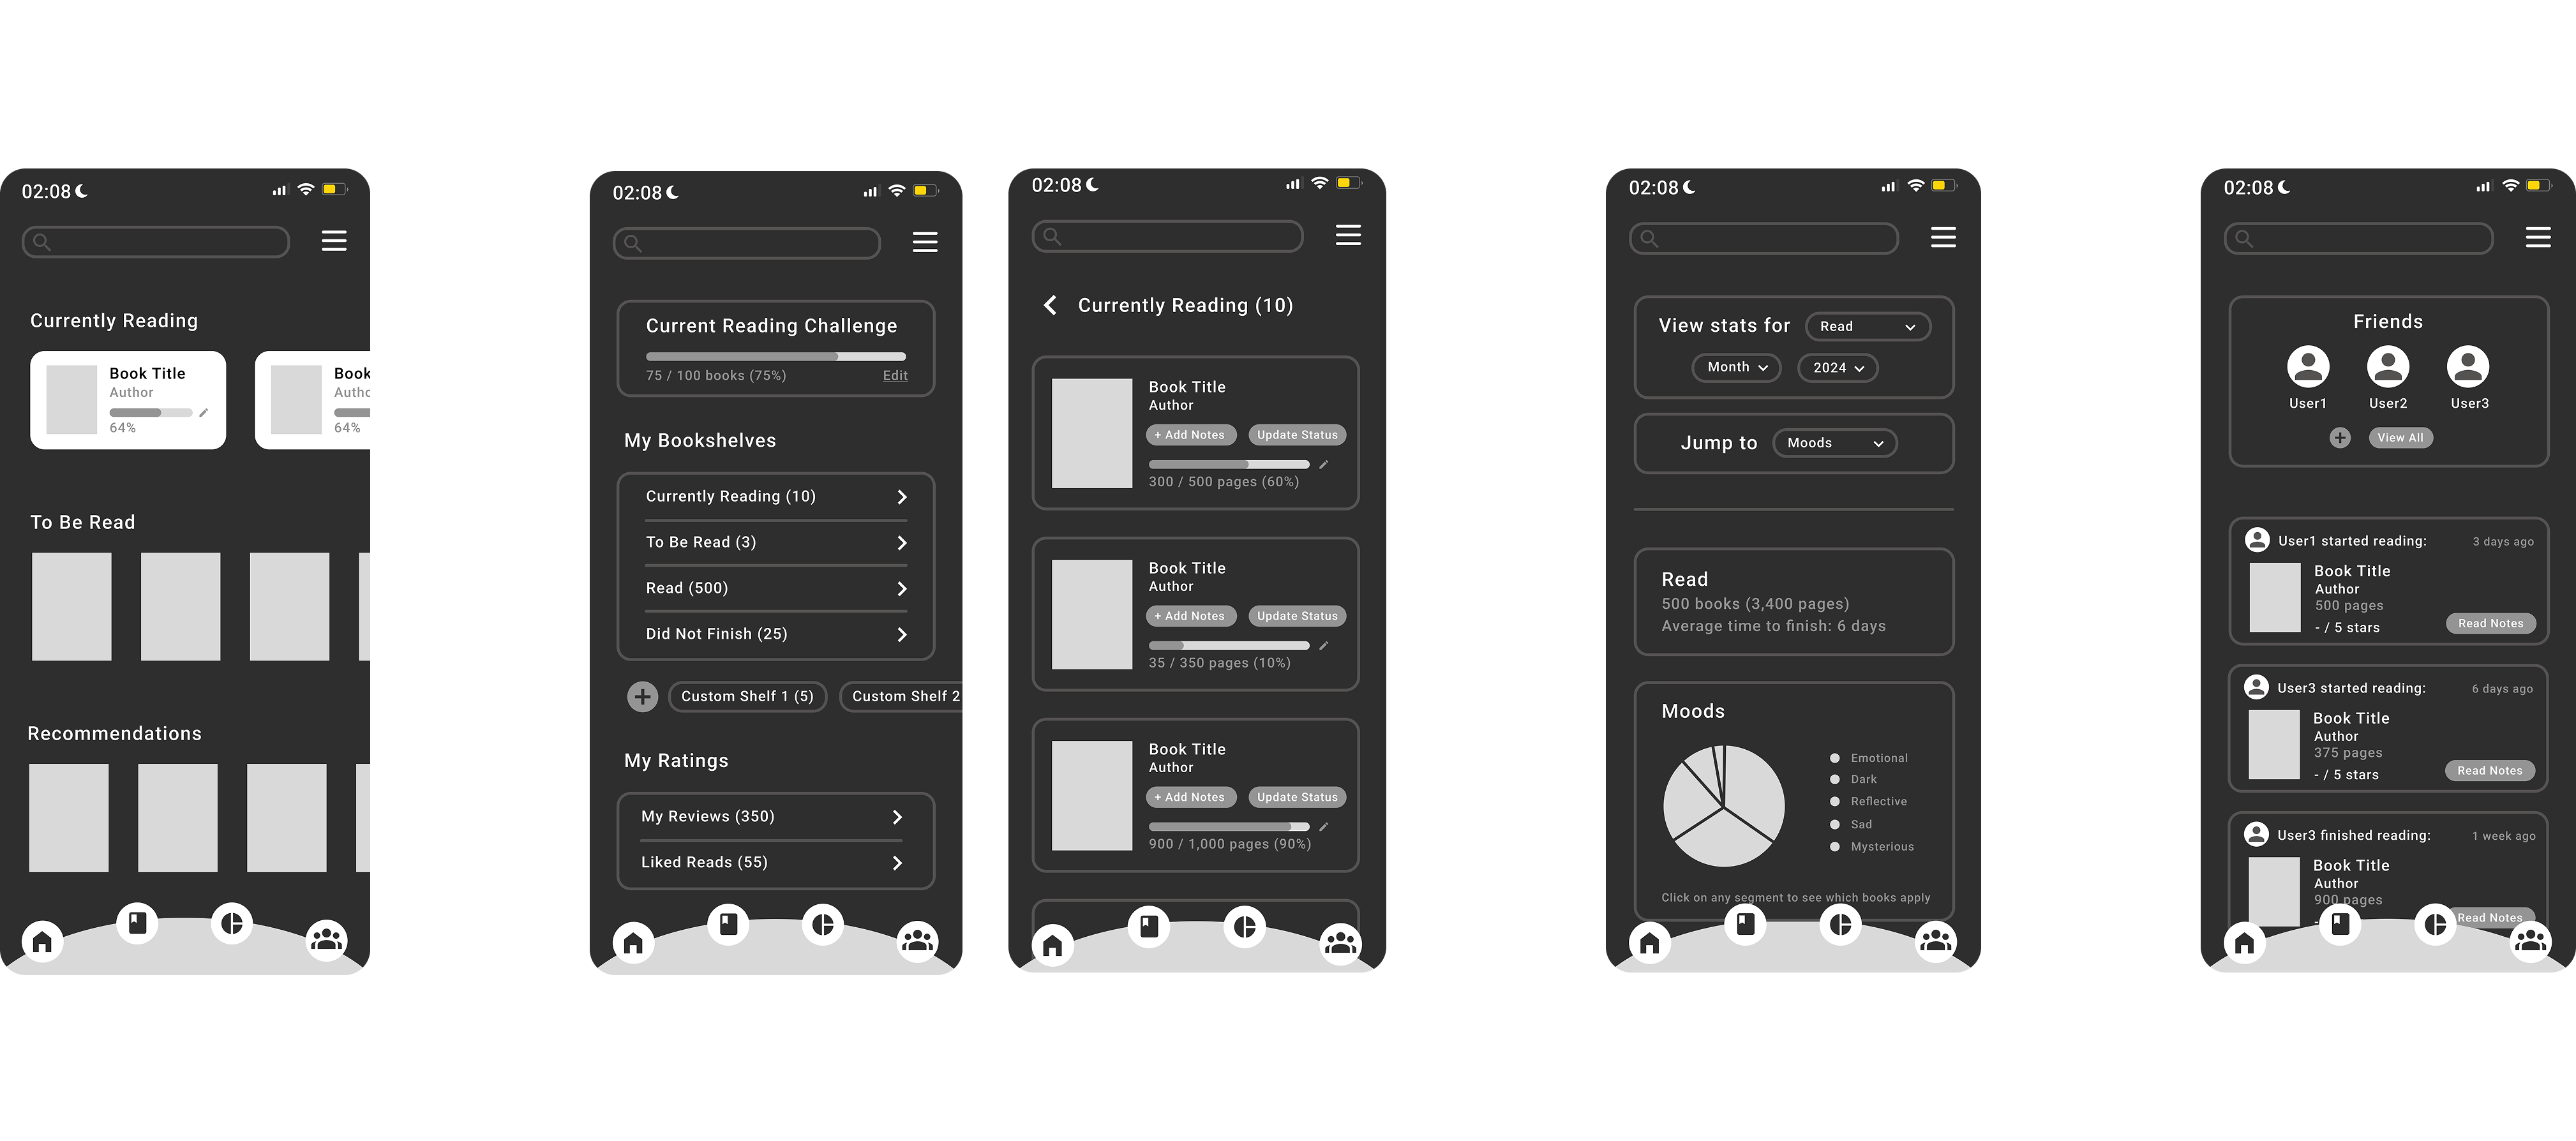 02:08
Currently Reading
Book Title
Author
64%
Book
Autho
64%
To Be Read
Recommendations
02:08
Current Reading Challenge
75 / 100 books (75%)
Edit
My Bookshelves
Currently Reading (10)
To Be Read (3)
Read (500)
Did Not Finish (25)
Custom Shelf 1 (5)
Custom Shelf 2
My Ratings
My Reviews (350)
Liked Reads (55)
02:08
Currently Reading (10)
Book Title
Author
+ Add Notes
Update Status
300 / 500 pages (60%)
Book Title
Author
+ Add Notes
Update Status
35 / 350 pages (10%)
Book Title
Author
+ Add Notes
Update Status
900 / 1,000 pages (90%)
02:08
View stats for
Read
Month
2024
Jump to
Moods
Read
500 books (3,400 pages)
Average time to finish: 6 days
Moods
Emotional
Dark
Reflective
Sad
Mysterious
Click on any segment to see which books apply
02:08
Friends
User1
User2
User3
View All
User1 started reading:
3 days ago
Book Title
Author
500 pages
- / 5 stars
Read Notes
User3 started reading:
6 days ago
Book Title
Author
375 pages
- / 5 stars
Read Notes
User3 finished reading:
1 week ago
Book Title
Author
900 pages
Read Notes